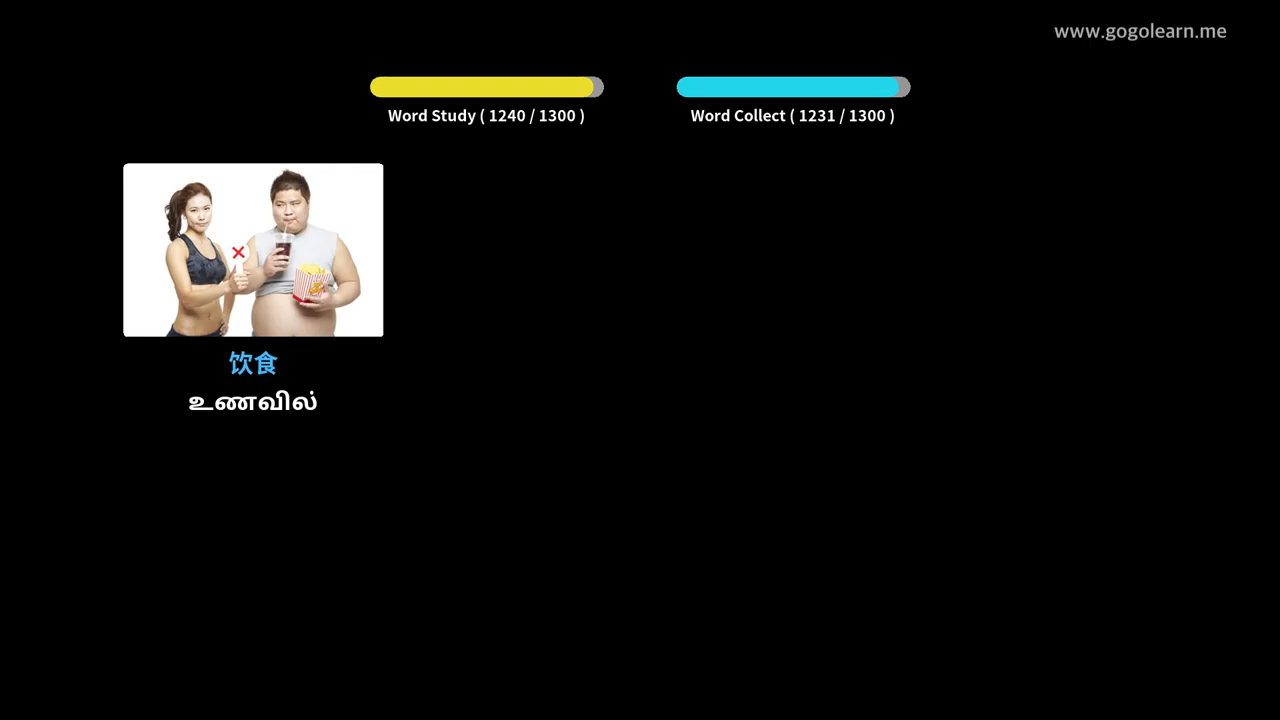 www.gogolearn.me
Word Study ( 1240 / 1300 )
Word Collect ( 1231 / 1300 )
饮食
உணவில்